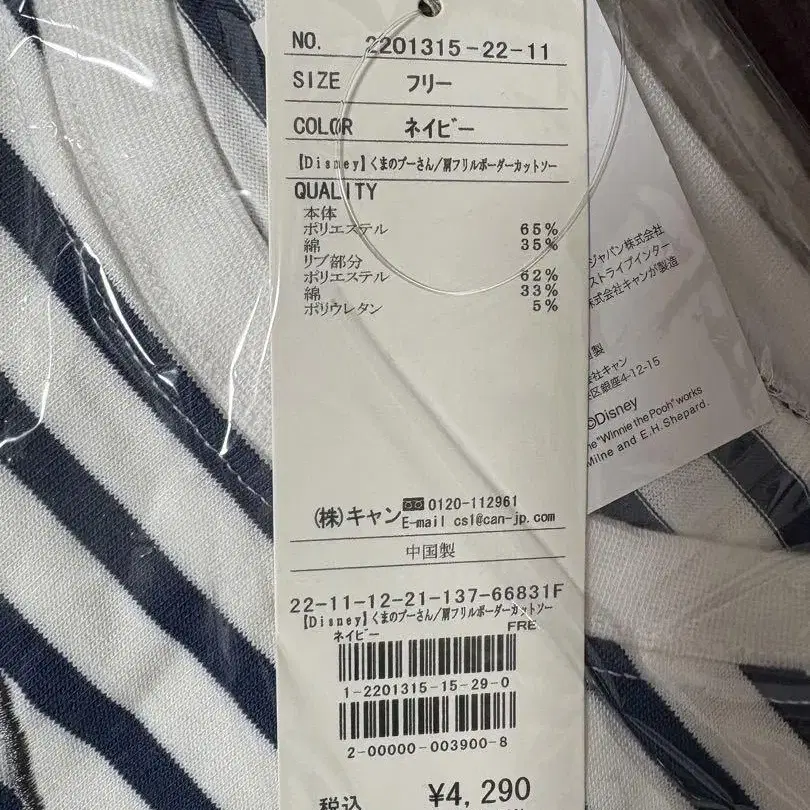 NO. 2201315-22-11
SIZE フリー
COLOR ネイビー
【Disney】くまのプーさん/肩フリルボーダーカットソー
QUALITY
本体
ポリエステル 65%
綿 35%
リブ部分
ポリエステル 62%
綿 33%
ポリウレタン 5%
(株)キャン 0120-112961
E-mail cs1@can-jp.com
中国製
22-11-12-21-137-66831F
【Disney】くまのプーさん/肩フリルボーダーカットソー
ネイビー FRE
1-2201315-15-29-0
2-00000-003900-8
税込 ¥4,290
ジャパン株式会社
ストライプインター
株式会社キャンが製造
製
会社キャン
区銀座4-12-15
©Disney
"Winnie the Pooh" works
Milne and E.H.Shepard.